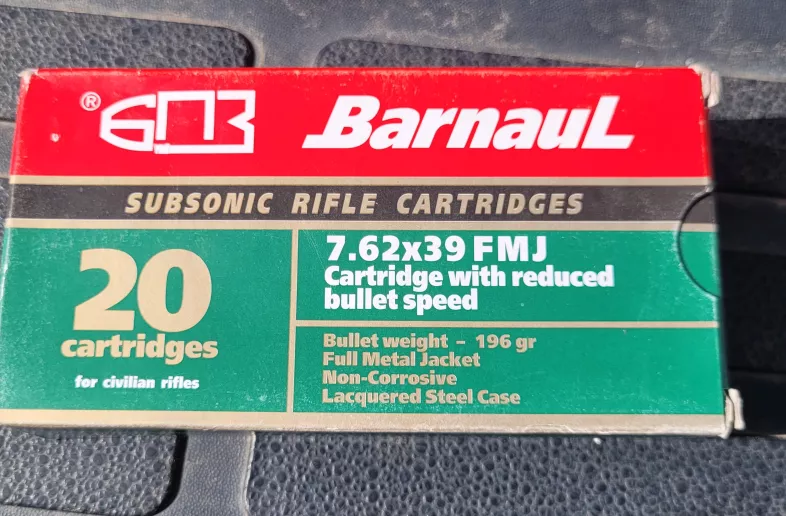 ® БПЗ BarnauL
SUBSONIC RIFLE CARTRIDGES
20
cartridges
for civilian rifles
7.62x39 FMJ
Cartridge with reduced
bullet speed
Bullet weight – 196 gr
Full Metal Jacket
Non-Corrosive
Lacquered Steel Case